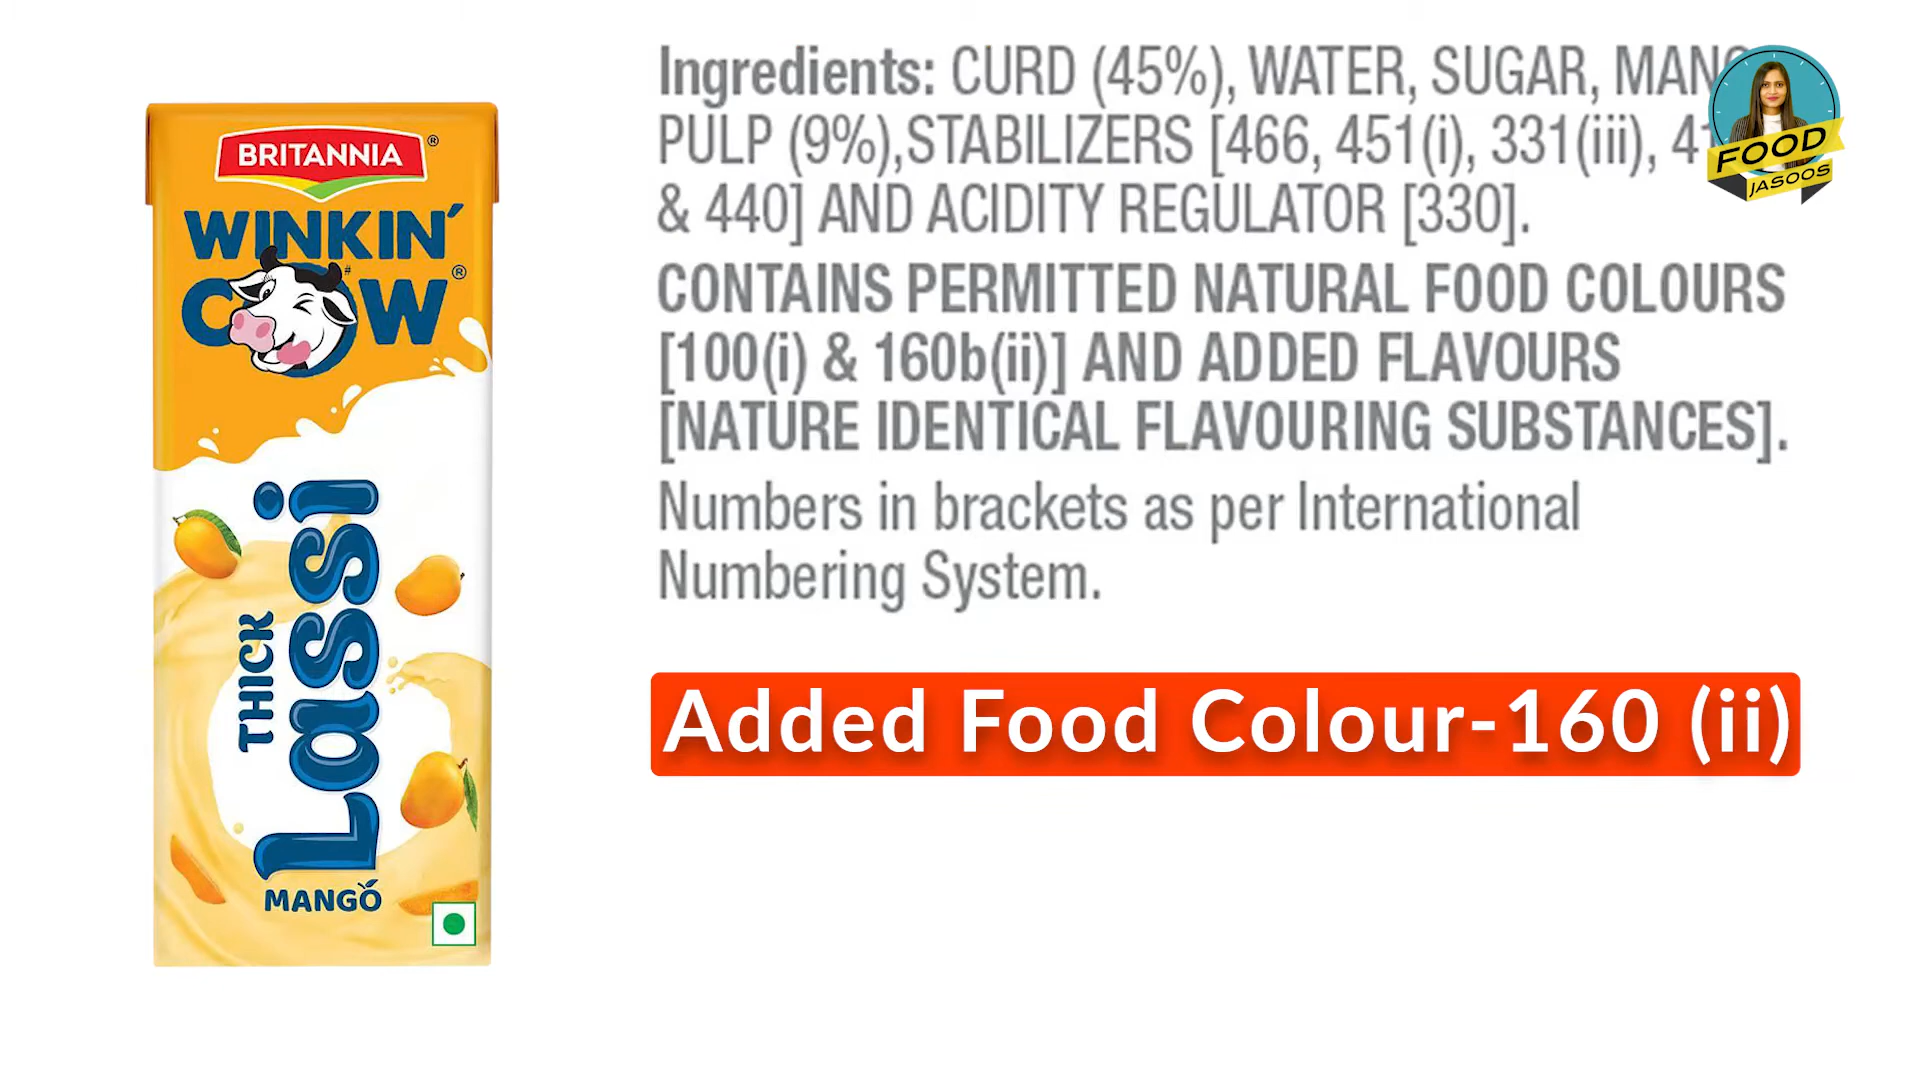 BRITANNIA
WINKIN'
COW
THICK
Lassi
MANGO
Ingredients: CURD (45%), WATER, SUGAR,
PULP (9%),STABILIZERS [466, 451(i), 331(iii),
& 440] AND ACIDITY REGULATOR [330].
CONTAINS PERMITTED NATURAL FOOD COLOURS
[100(i) & 160b(ii)] AND ADDED FLAVOURS
[NATURE IDENTICAL FLAVOURING SUBSTANCES].
Numbers in brackets as per International
Numbering System.
Added Food Colour-160 (ii)
FOOD
JASOOS